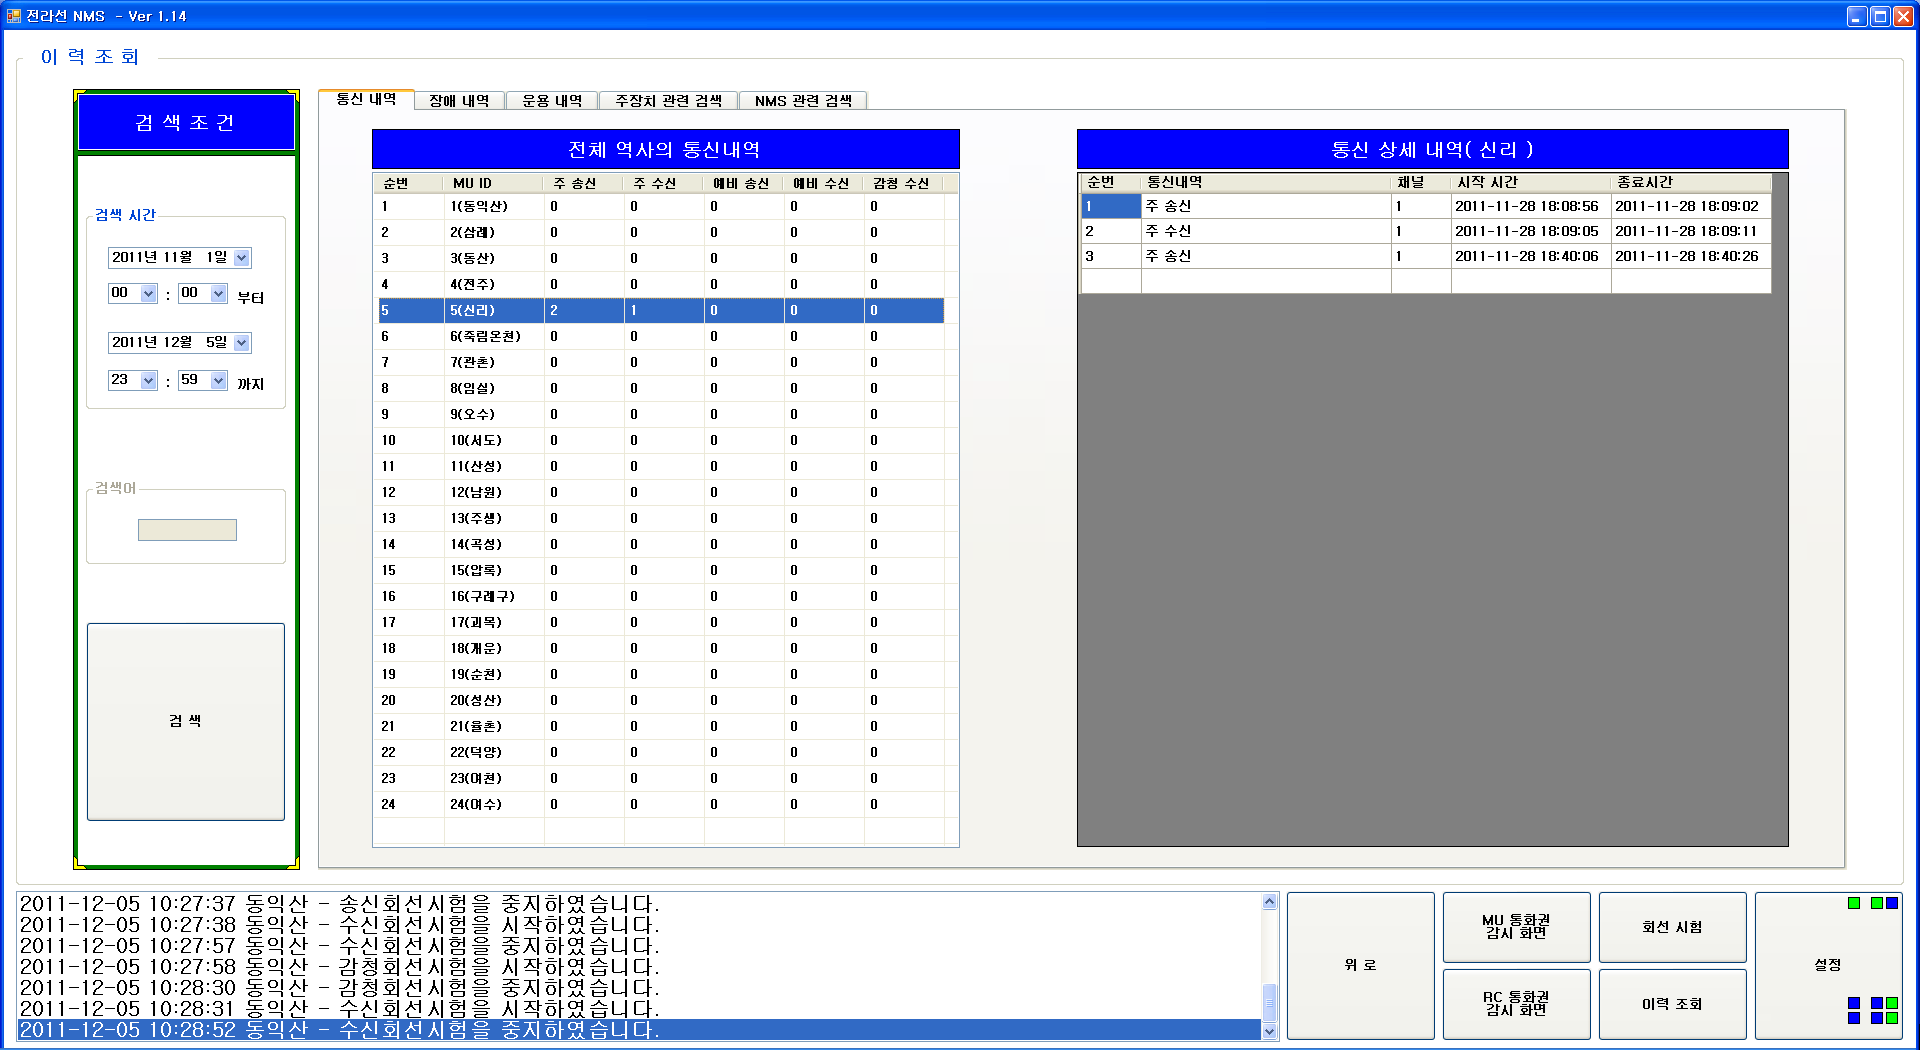 전라선 NMS - Ver 1.14
이 력 조 회
검 색 조 건
검색 시간
2011년 11월 1일
00 : 00 부터
2011년 12월 5일
23 : 59 까지
검색어
검 색
통신 내역 장애 내역 운용 내역 주장치 관련 검색 NMS 관련 검색
전체 역사의 통신내역
순번 MU ID 주 송신 주 수신 예비 송신 예비 수신 감청 수신
1 1(동익산) 0 0 0 0 0
2 2(삼례) 0 0 0 0 0
3 3(동산) 0 0 0 0 0
4 4(전주) 0 0 0 0 0
5 5(신리) 2 1 0 0 0
6 6(죽림온천) 0 0 0 0 0
7 7(관촌) 0 0 0 0 0
8 8(임실) 0 0 0 0 0
9 9(오수) 0 0 0 0 0
10 10(서도) 0 0 0 0 0
11 11(산성) 0 0 0 0 0
12 12(남원) 0 0 0 0 0
13 13(주생) 0 0 0 0 0
14 14(곡성) 0 0 0 0 0
15 15(압록) 0 0 0 0 0
16 16(구례구) 0 0 0 0 0
17 17(괴목) 0 0 0 0 0
18 18(개운) 0 0 0 0 0
19 19(순천) 0 0 0 0 0
20 20(성산) 0 0 0 0 0
21 21(율촌) 0 0 0 0 0
22 22(덕양) 0 0 0 0 0
23 23(여천) 0 0 0 0 0
24 24(여수) 0 0 0 0 0
통신 상세 내역( 신리 )
순번 통신내역 채널 시작 시간 종료시간
1 주 송신 1 2011-11-28 18:08:56 2011-11-28 18:09:02
2 주 수신 1 2011-11-28 18:09:05 2011-11-28 18:09:11
3 주 송신 1 2011-11-28 18:40:06 2011-11-28 18:40:26
2011-12-05 10:27:37 동익산 - 송신회선시험을 중지하였습니다.
2011-12-05 10:27:38 동익산 - 수신회선시험을 시작하였습니다.
2011-12-05 10:27:57 동익산 - 수신회선시험을 중지하였습니다.
2011-12-05 10:27:58 동익산 - 감청회선시험을 시작하였습니다.
2011-12-05 10:28:30 동익산 - 감청회선시험을 중지하였습니다.
2011-12-05 10:28:31 동익산 - 수신회선시험을 시작하였습니다.
2011-12-05 10:28:52 동익산 - 수신회선시험을 중지하였습니다.
위 로
MU 통화권
감시 화면
회선 시험
설정
RC 통화권
감시 화면
이력 조회